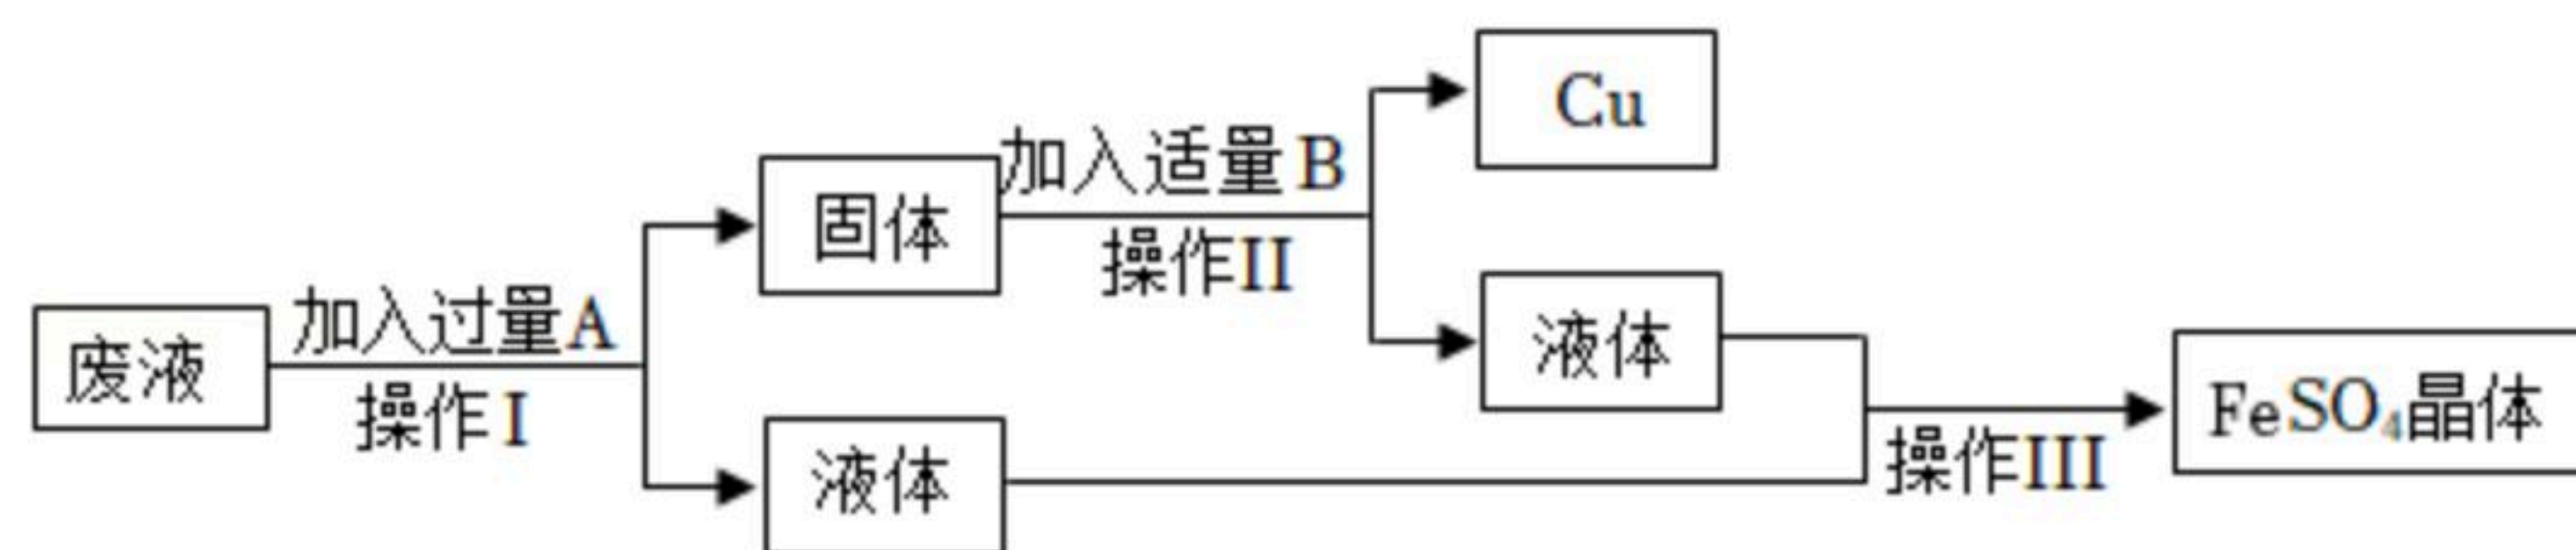 废液
加入过量A
操作I
固体
液体
加入适量B
操作II
Cu
液体
操作III
FeSO₄晶体